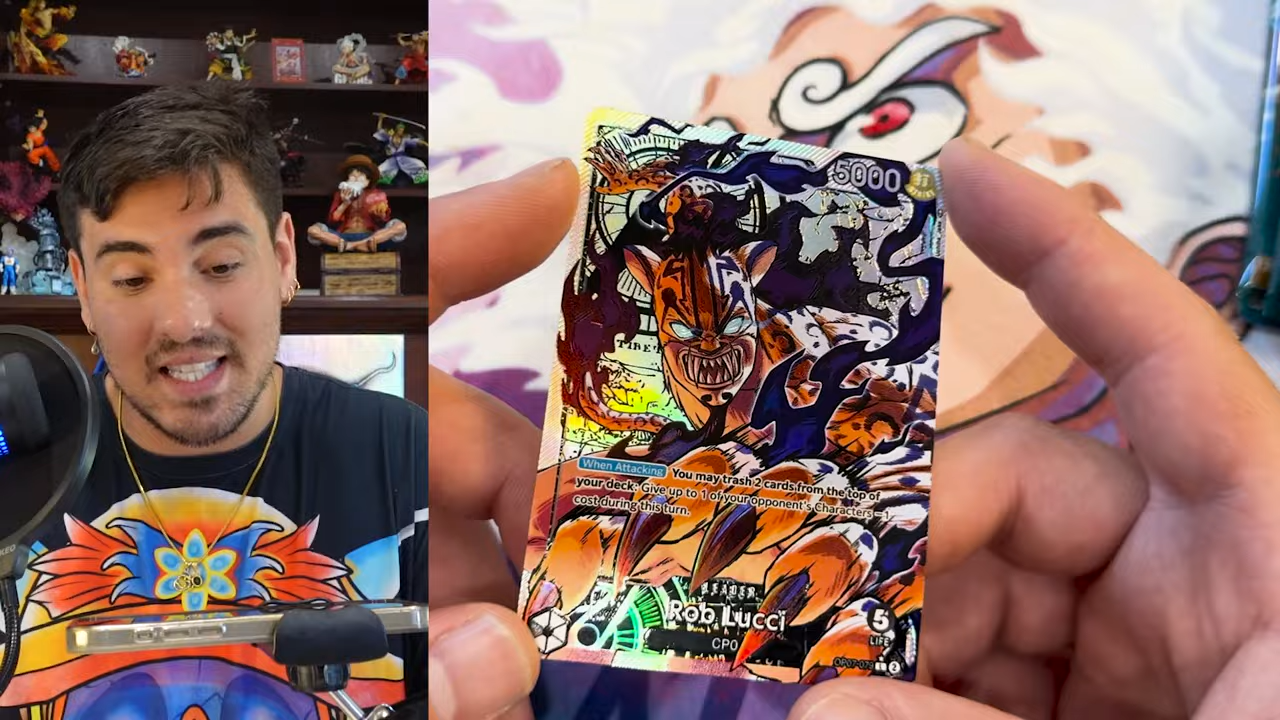 5000
When Attacking You may trash 2 cards from the top of
your deck: Give up to 1 of your opponent's Characters −1
cost during this turn.
LEADER
Rob Lucci
CP0
5
LIFE